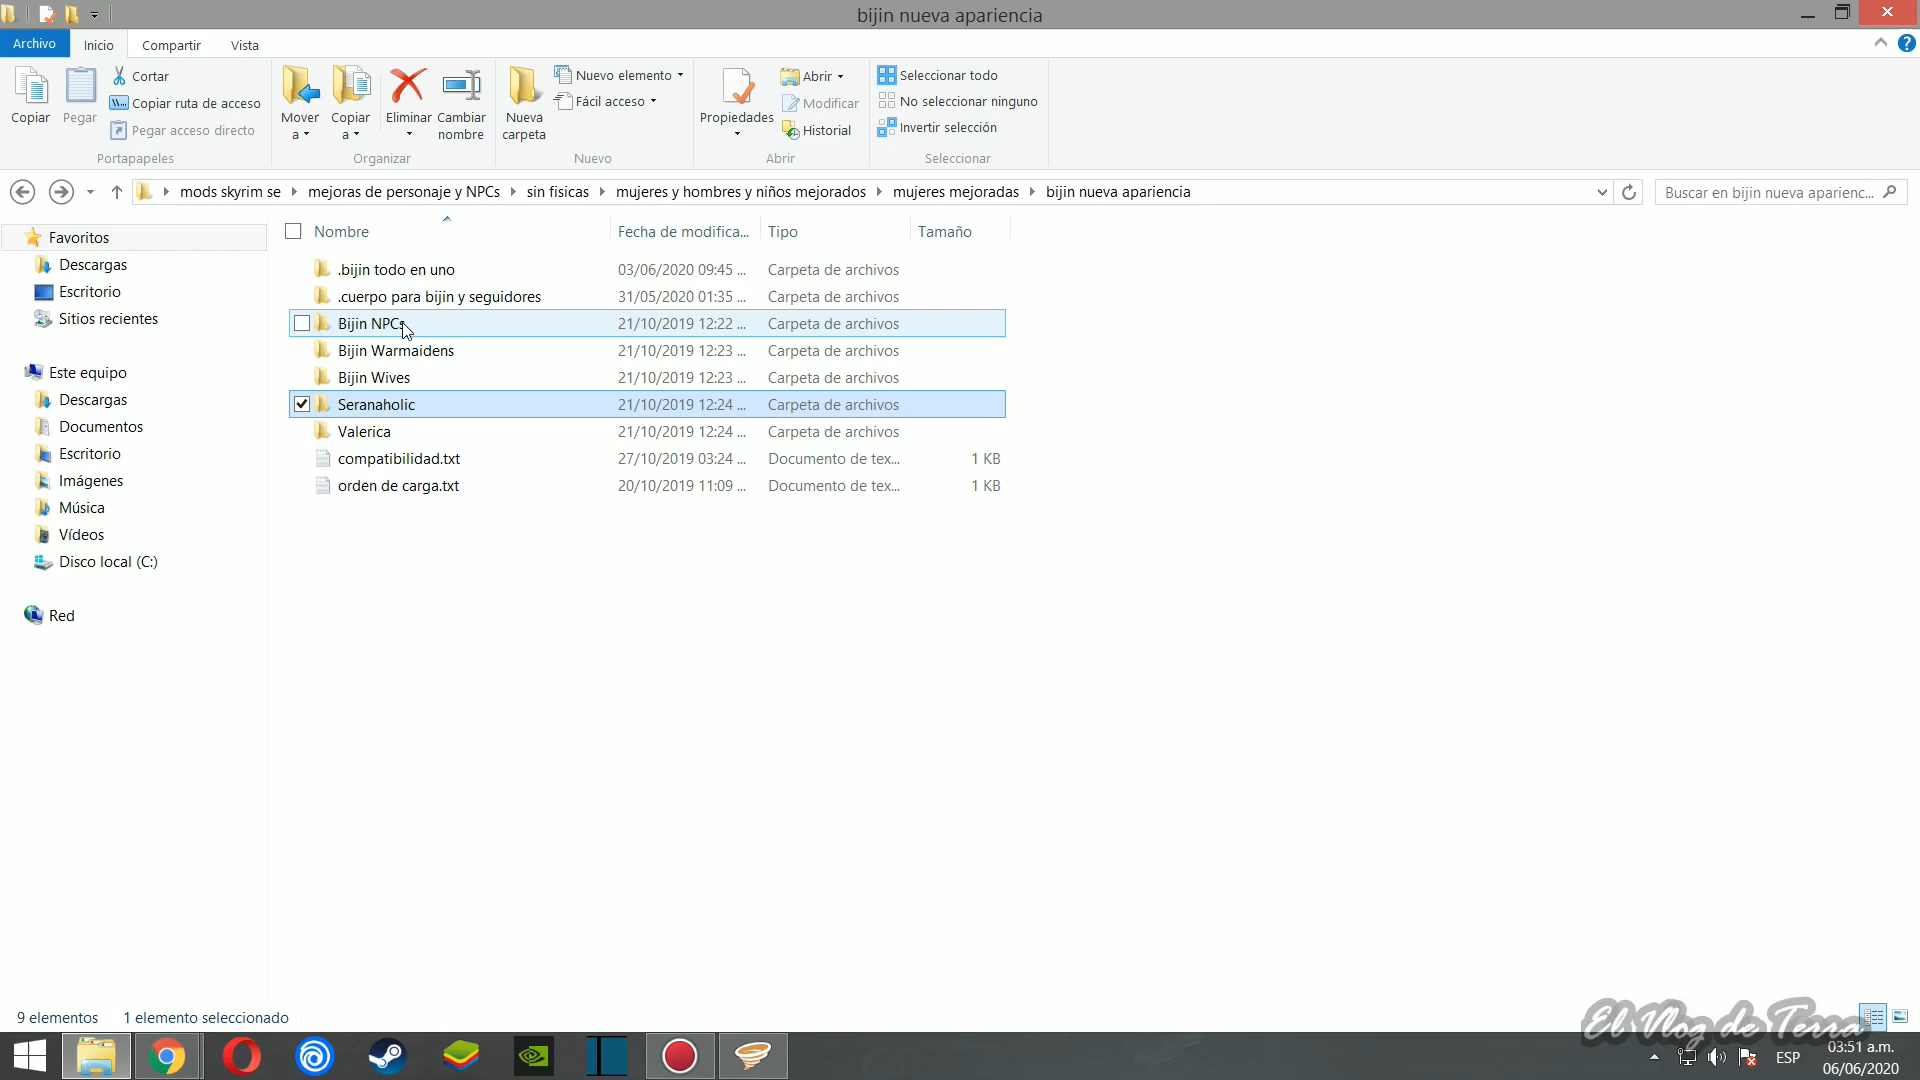 bijin nueva apariencia
Archivo Inicio Compartir Vista
Copiar
Pegar
Cortar
Copiar ruta de acceso
Pegar acceso directo
Portapapeles
Mover a
Copiar a
Eliminar
Cambiar nombre
Organizar
Nueva carpeta
Nuevo elemento
Fácil acceso
Nuevo
Propiedades
Abrir
Modificar
Historial
Abrir
Seleccionar todo
No seleccionar ninguno
Invertir selección
Seleccionar
mods skyrim se mejoras de personaje y NPCs sin fisicas mujeres y hombres y niños mejorados mujeres mejoradas bijin nueva apariencia
Buscar en bijin nueva aparienc...
Favoritos
Descargas
Escritorio
Sitios recientes
Este equipo
Descargas
Documentos
Escritorio
Imágenes
Música
Vídeos
Disco local (C:)
Red
Nombre Fecha de modifica... Tipo Tamaño
.bijin todo en uno 03/06/2020 09:45 ... Carpeta de archivos
.cuerpo para bijin y seguidores 31/05/2020 01:35 ... Carpeta de archivos
Bijin NPCs 21/10/2019 12:22 ... Carpeta de archivos
Bijin Warmaidens 21/10/2019 12:23 ... Carpeta de archivos
Bijin Wives 21/10/2019 12:23 ... Carpeta de archivos
Seranaholic 21/10/2019 12:24 ... Carpeta de archivos
Valerica 21/10/2019 12:24 ... Carpeta de archivos
compatibilidad.txt 27/10/2019 03:24 ... Documento de tex... 1 KB
orden de carga.txt 20/10/2019 11:09 ... Documento de tex... 1 KB
9 elementos 1 elemento seleccionado
El Vlog de Terra
ESP
03:51 a.m.
06/06/2020